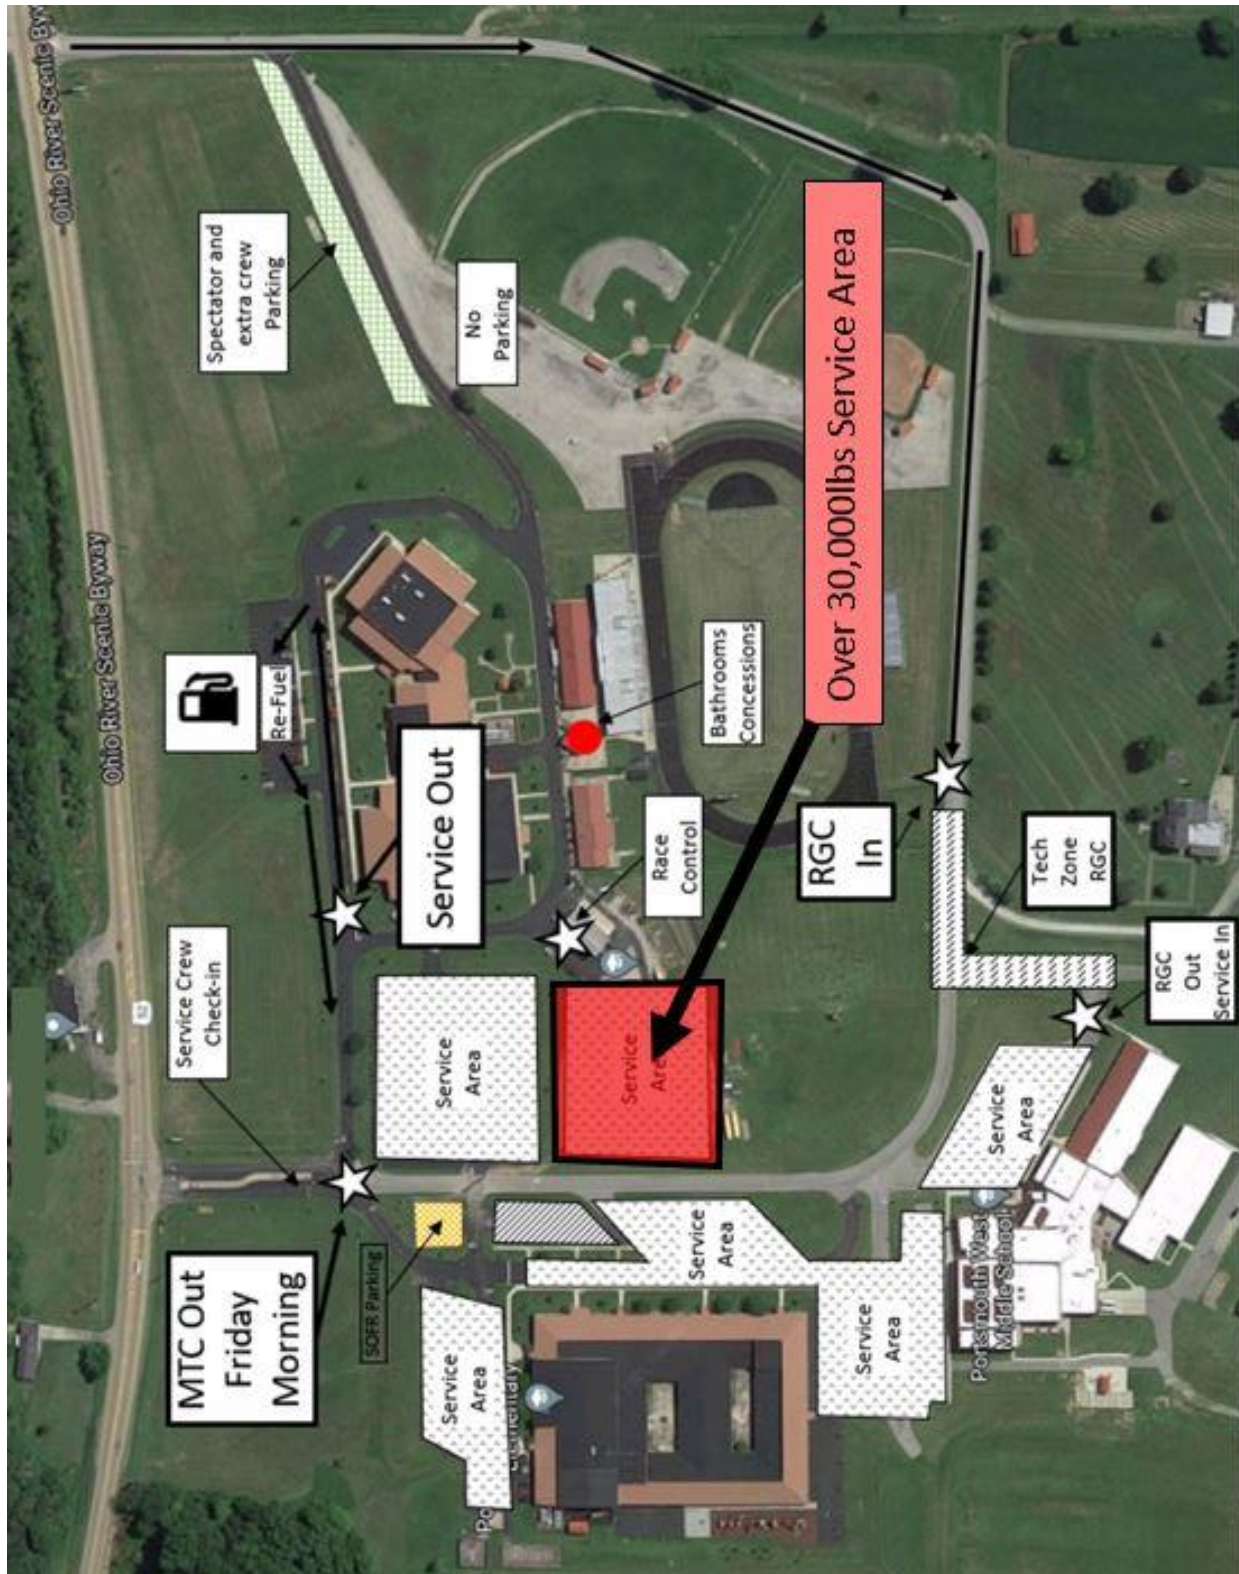 Ohio River Scenic Byway
Ohio River Scenic Byway
52
MTC Out
Friday
Morning
Service Crew
Check-in
Re-Fuel
Spectator and
extra crew
Parking
SOFR Parking
Service Out
Service
Area
Service
Area
No
Parking
Service
Area
Race
Control
Bathrooms
Concessions
Service
Area
Service
Area
Over 30,000lbs Service Area
RGC
In
Portsmouth West
Middle School
Service
Area
Tech
Zone
RGC
RGC
Out
Service In